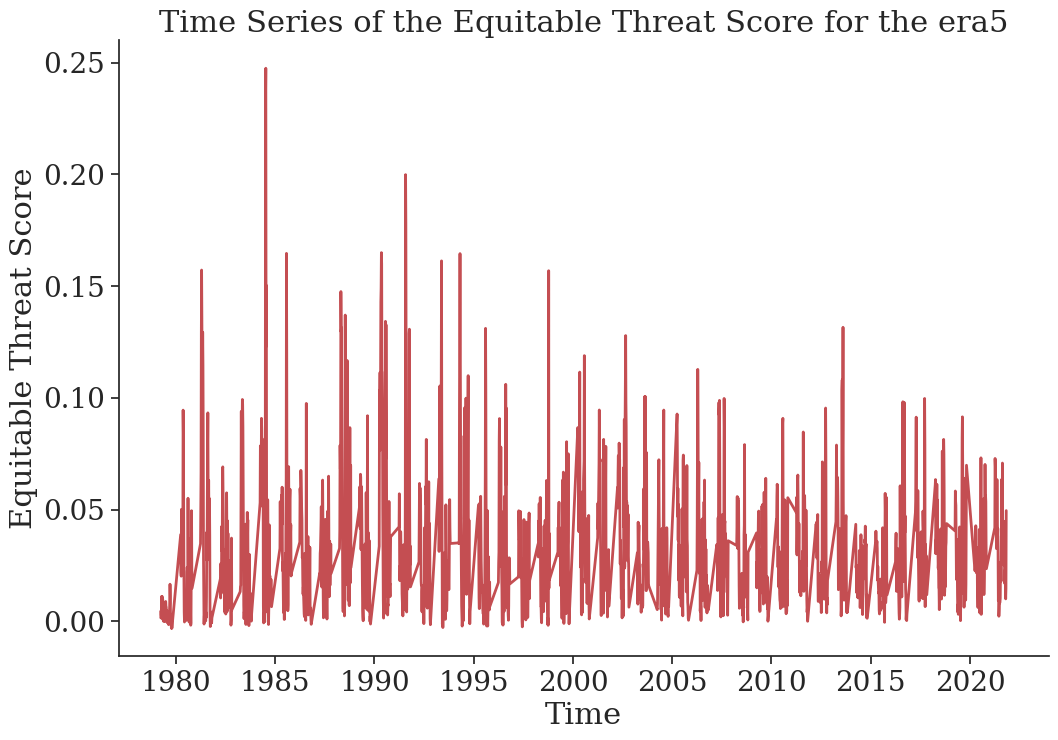 Time Series of the Equitable Threat Score for the era5
Equitable Threat Score
0.25
0.20
0.15
0.10
0.05
0.00
1980 1985 1990 1995 2000 2005 2010 2015 2020
Time